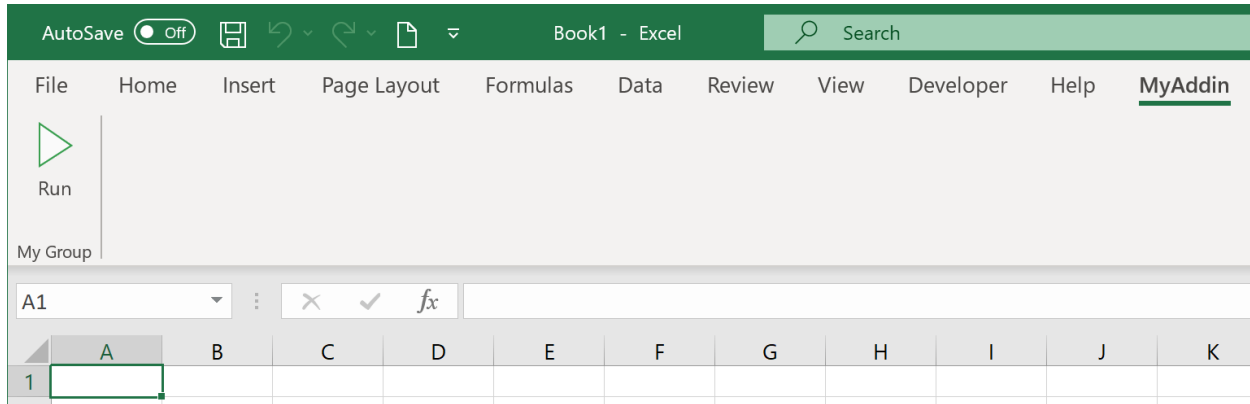 AutoSave Off Book1 - Excel Search
File Home Insert Page Layout Formulas Data Review View Developer Help MyAddin
Run
My Group
A1 fx
A B C D E F G H I J K
1